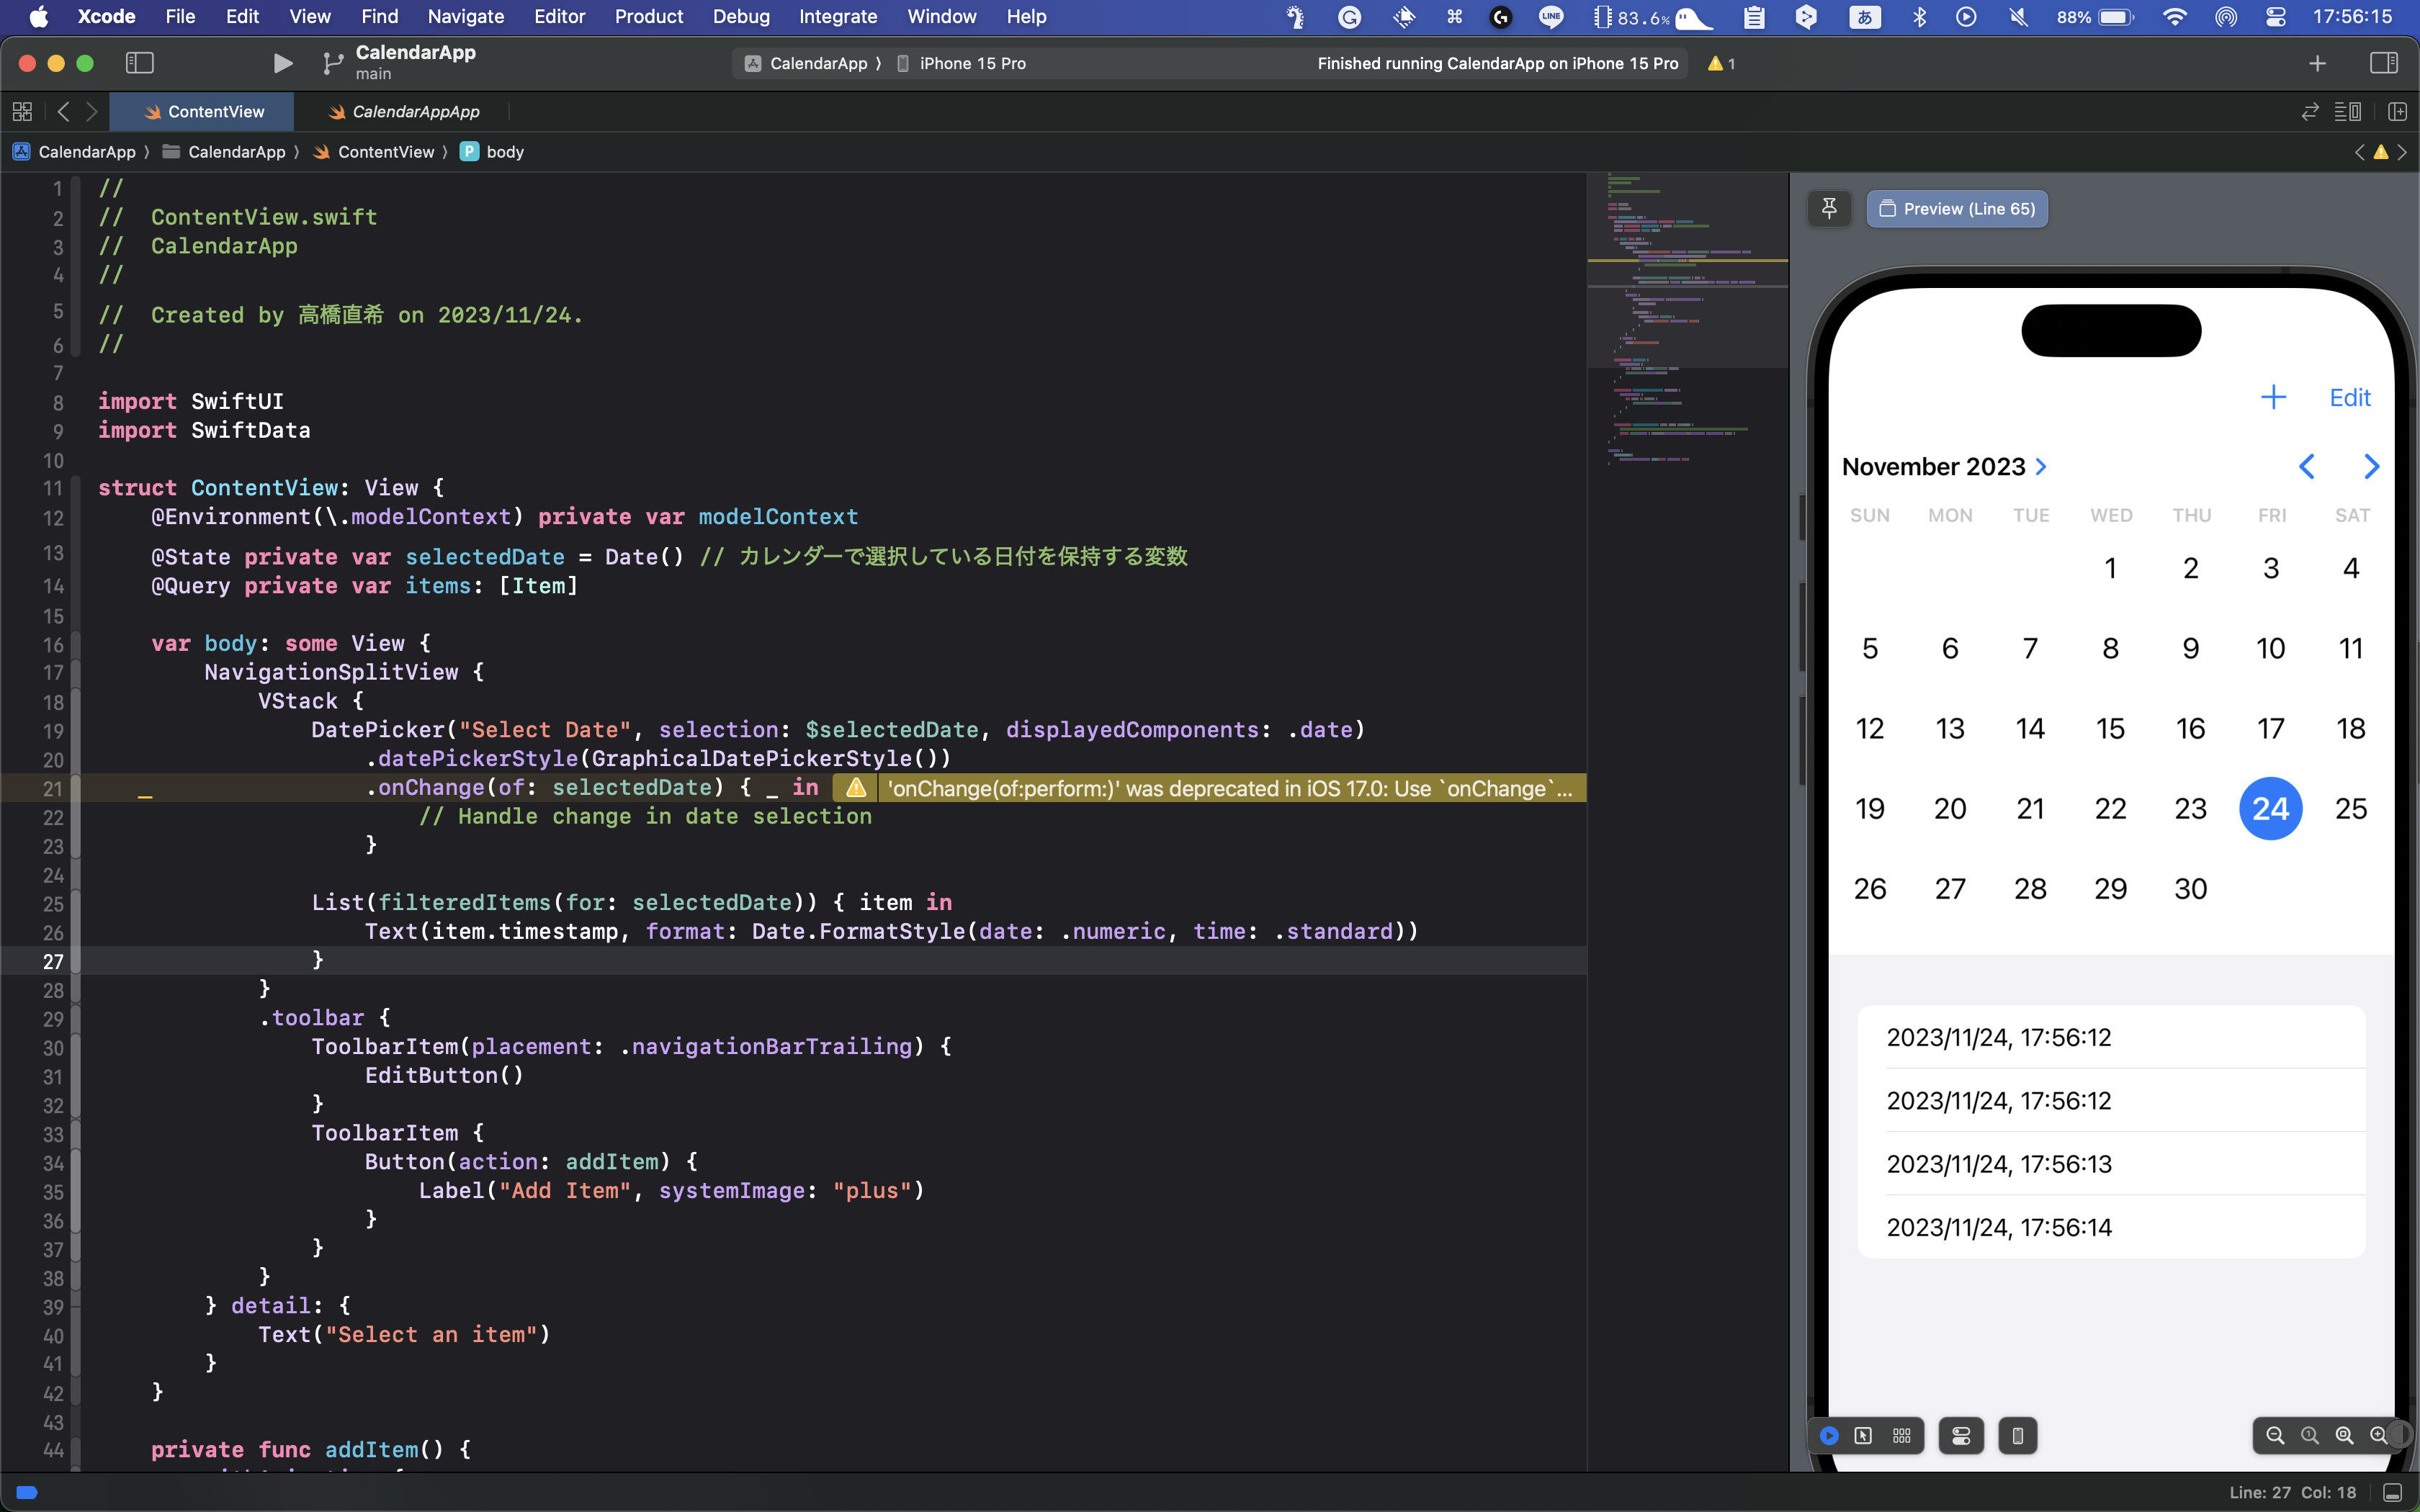 Xcode File Edit View Find Navigate Editor Product Debug Integrate Window Help LINE 83.6% あ 88% 17:56:15
CalendarApp
main
CalendarApp 〉 iPhone 15 Pro Finished running CalendarApp on iPhone 15 Pro 1
ContentView CalendarAppApp
CalendarApp 〉 CalendarApp 〉 ContentView 〉 P body
1 //
2 //  ContentView.swift
3 //  CalendarApp
4 //
5 //  Created by 高橋直希 on 2023/11/24.
6 //
7
8 import SwiftUI
9 import SwiftData
10
11 struct ContentView: View {
12     @Environment(\.modelContext) private var modelContext
13     @State private var selectedDate = Date() // カレンダーで選択している日付を保持する変数
14     @Query private var items: [Item]
15
16     var body: some View {
17         NavigationSplitView {
18             VStack {
19                 DatePicker("Select Date", selection: $selectedDate, displayedComponents: .date)
20                     .datePickerStyle(GraphicalDatePickerStyle())
21                     .onChange(of: selectedDate) { _ in 'onChange(of:perform:)' was deprecated in iOS 17.0: Use `onChange`...
22                         // Handle change in date selection
23                     }
24
25                 List(filteredItems(for: selectedDate)) { item in
26                     Text(item.timestamp, format: Date.FormatStyle(date: .numeric, time: .standard))
27                 }
28             }
29             .toolbar {
30                 ToolbarItem(placement: .navigationBarTrailing) {
31                     EditButton()
32                 }
33                 ToolbarItem {
34                     Button(action: addItem) {
35                         Label("Add Item", systemImage: "plus")
36                     }
37                 }
38             }
39         } detail: {
40             Text("Select an item")
41         }
42     }
43
44     private func addItem() {
Preview (Line 65)
Edit
November 2023
SUN MON TUE WED THU FRI SAT
1 2 3 4
5 6 7 8 9 10 11
12 13 14 15 16 17 18
19 20 21 22 23 24 25
26 27 28 29 30
2023/11/24, 17:56:12
2023/11/24, 17:56:12
2023/11/24, 17:56:13
2023/11/24, 17:56:14
Line: 27 Col: 18